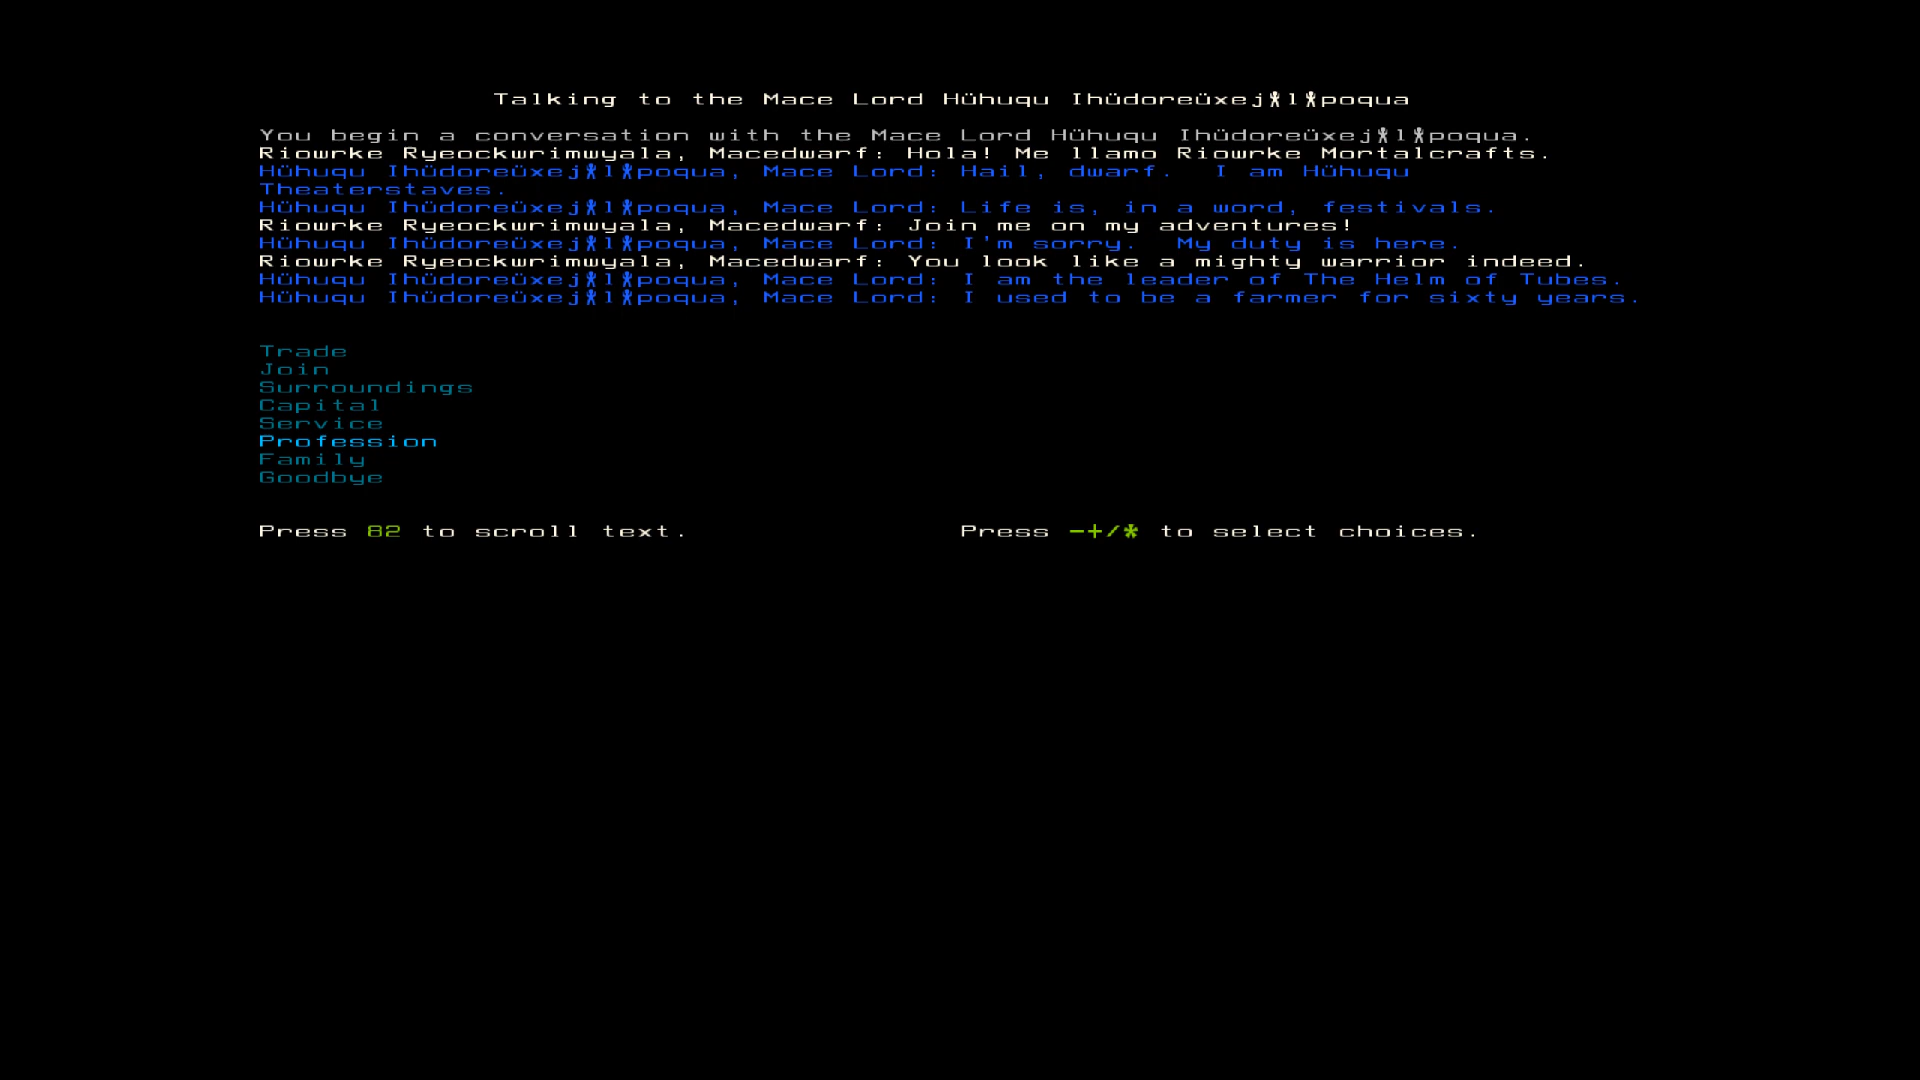 Talking to the Mace Lord Hühuqu Ihüdoreüxej🯅l🯅poqua
You begin a conversation with the Mace Lord Hühuqu Ihüdoreüxej🯅l🯅poqua.
Riowrke Ryeockwrimwyala, Macedwarf: Hola! Me llamo Riowrke Mortalcrafts.
Hühuqu Ihüdoreüxej🯅l🯅poqua, Mace Lord: Hail, dwarf.  I am Hühuqu
Theaterstaves.
Hühuqu Ihüdoreüxej🯅l🯅poqua, Mace Lord: Life is, in a word, festivals.
Riowrke Ryeockwrimwyala, Macedwarf: Join me on my adventures!
Hühuqu Ihüdoreüxej🯅l🯅poqua, Mace Lord: I'm sorry.  My duty is here.
Riowrke Ryeockwrimwyala, Macedwarf: You look like a mighty warrior indeed.
Hühuqu Ihüdoreüxej🯅l🯅poqua, Mace Lord: I am the leader of The Helm of Tubes.
Hühuqu Ihüdoreüxej🯅l🯅poqua, Mace Lord: I used to be a farmer for sixty years.
Trade
Join
Surroundings
Capital
Service
Profession
Family
Goodbye
Press 82 to scroll text. Press -+/* to select choices.